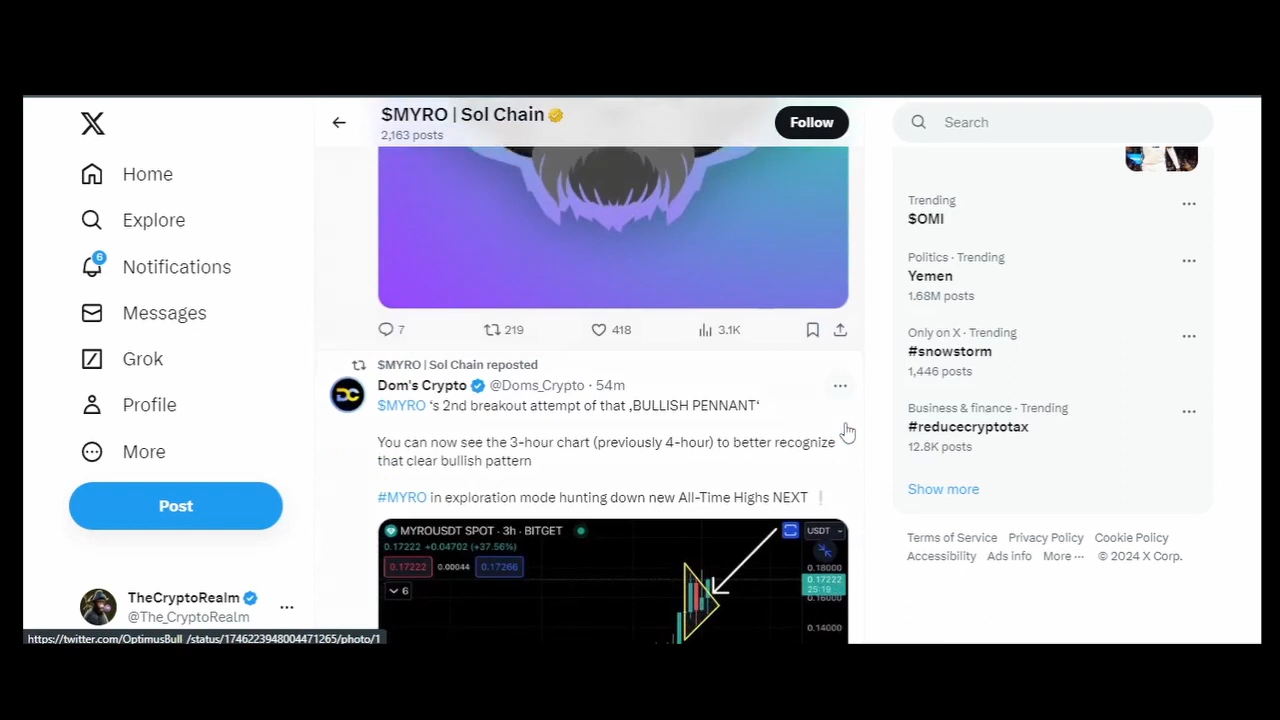 Home
Explore
6
Notifications
Messages
Grok
Profile
More
Post
TheCryptoRealm
@The_CryptoRealm
https://twitter.com/OptimusBull_/status/1746223948004471265/photo/1
$MYRO | Sol Chain
2,163 posts
Follow
7
219
418
3.1K
$MYRO | Sol Chain reposted
Dom's Crypto @Doms_Crypto · 54m
$MYRO ‘s 2nd breakout attempt of that ‚BULLISH PENNANT‘
You can now see the 3-hour chart (previously 4-hour) to better recognize
that clear bullish pattern
#MYRO in exploration mode hunting down new All-Time Highs NEXT ❕
MYROUSDT SPOT · 3h · BITGET
USDT
0.17222 +0.04702 (+37.56%)
0.17222
0.00044
0.17266
6
0.18000
0.17222
25:19
0.16000
0.14000
Search
Trending
$OMI
Politics · Trending
Yemen
1.68M posts
Only on X · Trending
#snowstorm
1,446 posts
Business & finance · Trending
#reducecryptotax
12.8K posts
Show more
Terms of Service Privacy Policy Cookie Policy
Accessibility Ads info More ··· © 2024 X Corp.